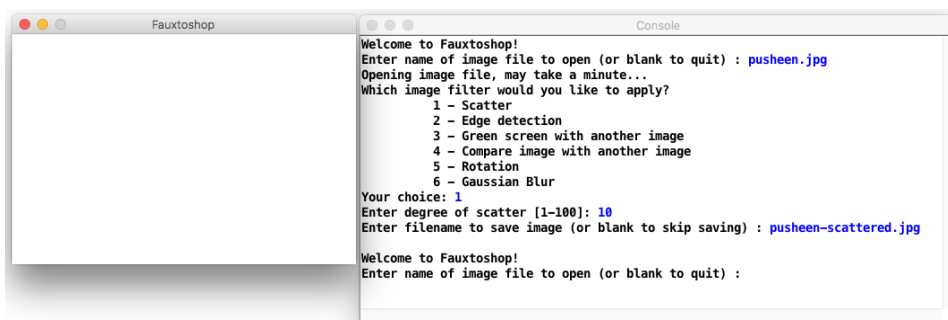 Fauxtoshop
Console
Welcome to Fauxtoshop!
Enter name of image file to open (or blank to quit) : pusheen.jpg
Opening image file, may take a minute...
Which image filter would you like to apply?
1 – Scatter
2 – Edge detection
3 – Green screen with another image
4 – Compare image with another image
5 – Rotation
6 – Gaussian Blur
Your choice: 1
Enter degree of scatter [1–100]: 10
Enter filename to save image (or blank to skip saving) : pusheen-scattered.jpg
Welcome to Fauxtoshop!
Enter name of image file to open (or blank to quit) :